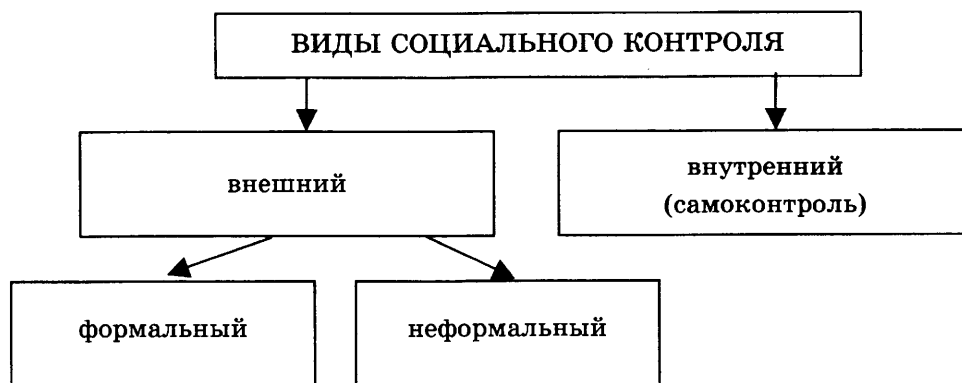 ВИДЫ СОЦИАЛЬНОГО КОНТРОЛЯ
внешний
внутренний
(самоконтроль)
формальный
неформальный